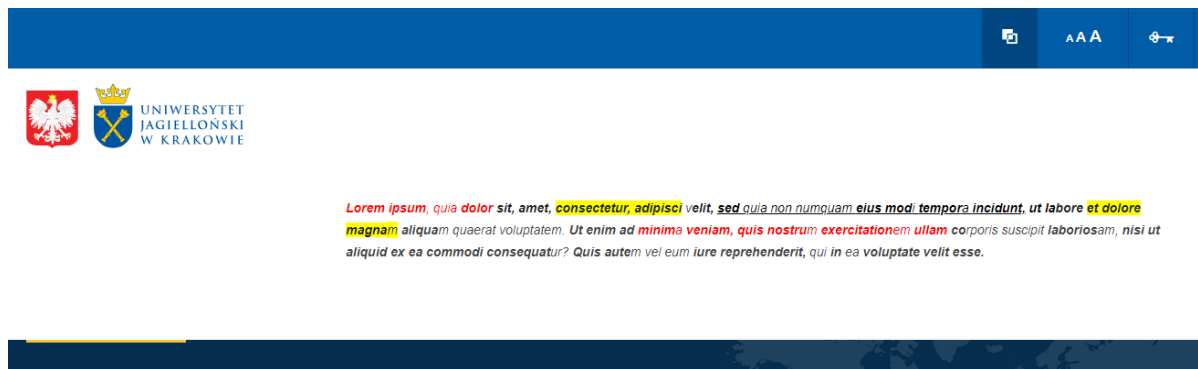 A A A
UNIWERSYTET
JAGIELLOŃSKI
W KRAKOWIE
Lorem ipsum, quia dolor sit, amet, consectetur, adipisci velit, sed quia non numquam eius modi tempora incidunt, ut labore et dolore
magnam aliquam quaerat voluptatem. Ut enim ad minima veniam, quis nostrum exercitationem ullam corporis suscipit laboriosam, nisi ut
aliquid ex ea commodi consequatur? Quis autem vel eum iure reprehenderit, qui in ea voluptate velit esse.